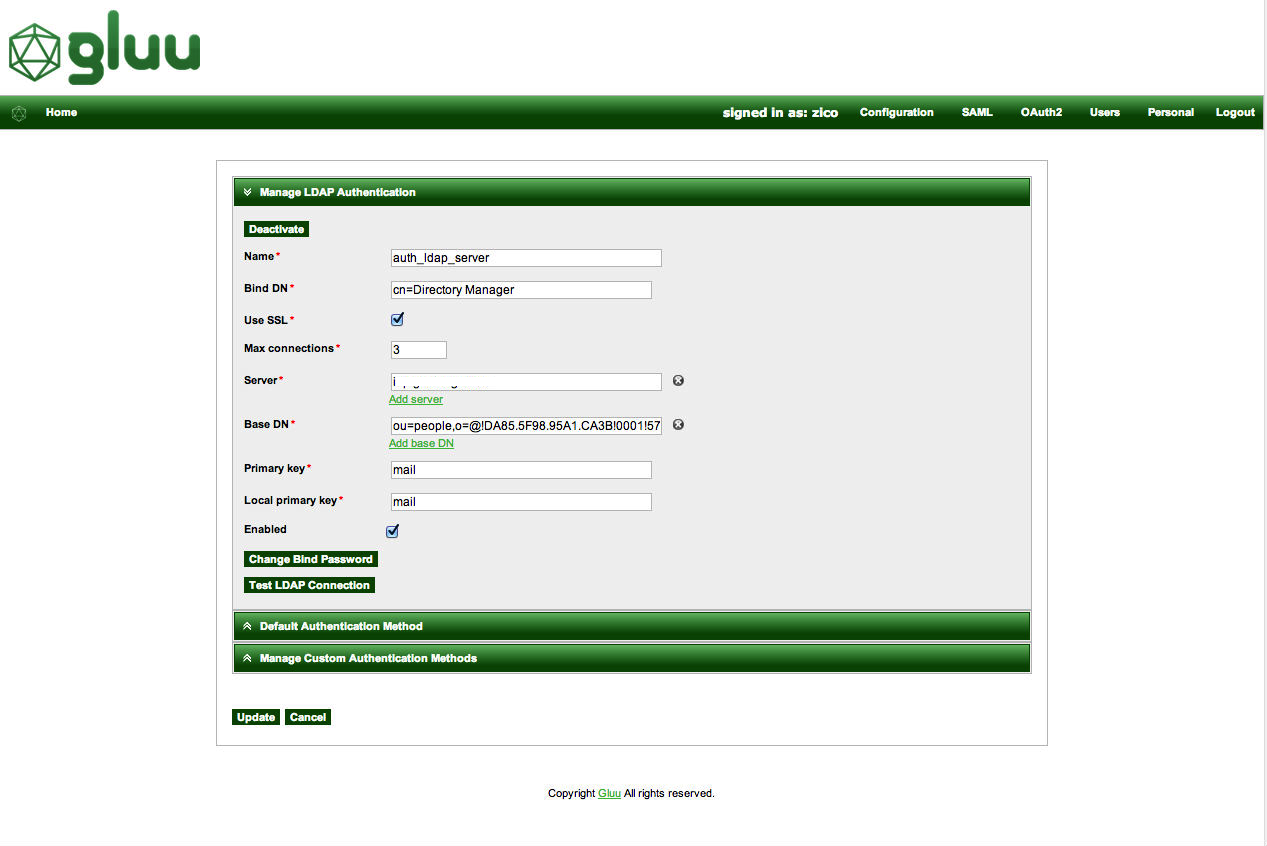 gluu
Home signed in as: zico Configuration SAML OAuth2 Users Personal Logout
Manage LDAP Authentication
Deactivate
Name* auth_ldap_server
Bind DN* cn=Directory Manager
Use SSL*
Max connections* 3
Server*
Add server
Base DN* ou=people,o=@!DA85.5F98.95A1.CA3B!0001!57
Add base DN
Primary key* mail
Local primary key* mail
Enabled
Change Bind Password
Test LDAP Connection
Default Authentication Method
Manage Custom Authentication Methods
Update Cancel
Copyright Gluu All rights reserved.